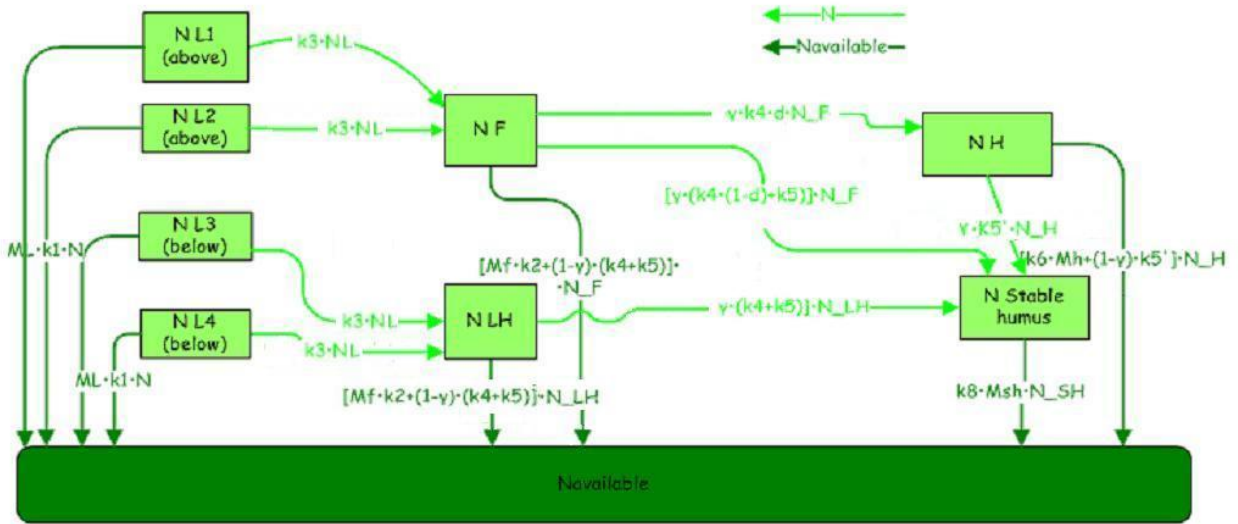 N L1
(above)
k3·NL
N
Navailable
N L2
(above)
k3·NL
N F
γ·k4·d·N_F
N H
[γ·(k4·(1-d)+k5)]·N_F
N L3
(below)
γ·K5'·N_H
ML·k1·N
[Mf·k2+(1-γ)·(k4+k5)]·
·N_F
[k6·Mh+(1-γ)·k5']·N_H
k3·NL
N LH
γ·(k4+k5)]·N_LH
N Stable
humus
N L4
(below)
k3·NL
ML·k1·N
[Mf·k2+(1-γ)·(k4+k5)]·N_LH
k8·Msh·N_SH
Navailable